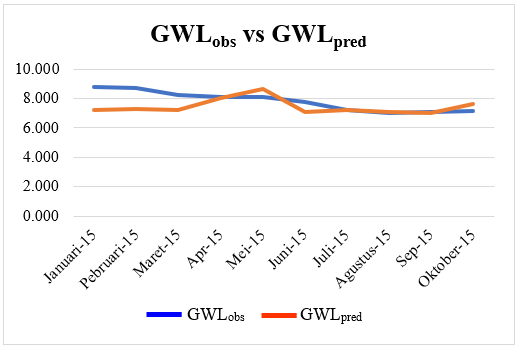 GWLobs vs GWLpred
10.000
8.000
6.000
4.000
2.000
0.000
Januari-15
Pebruari-15
Maret-15
Apr-15
Mei-15
Juni-15
Juli-15
Agustus-15
Sep-15
Oktober-15
GWLobs GWLpred